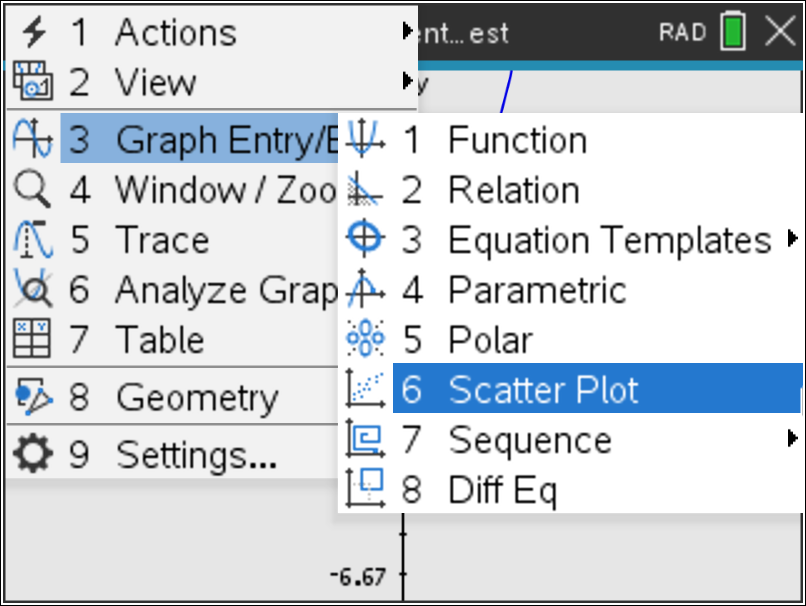 1 Actions
nt…est RAD
2 View
y
3 Graph Entry/E
1 Function
4 Window / Zoo
2 Relation
5 Trace
3 Equation Templates
6 Analyze Grap
4 Parametric
7 Table
5 Polar
8 Geometry
6 Scatter Plot
9 Settings...
7 Sequence
8 Diff Eq
-6.67